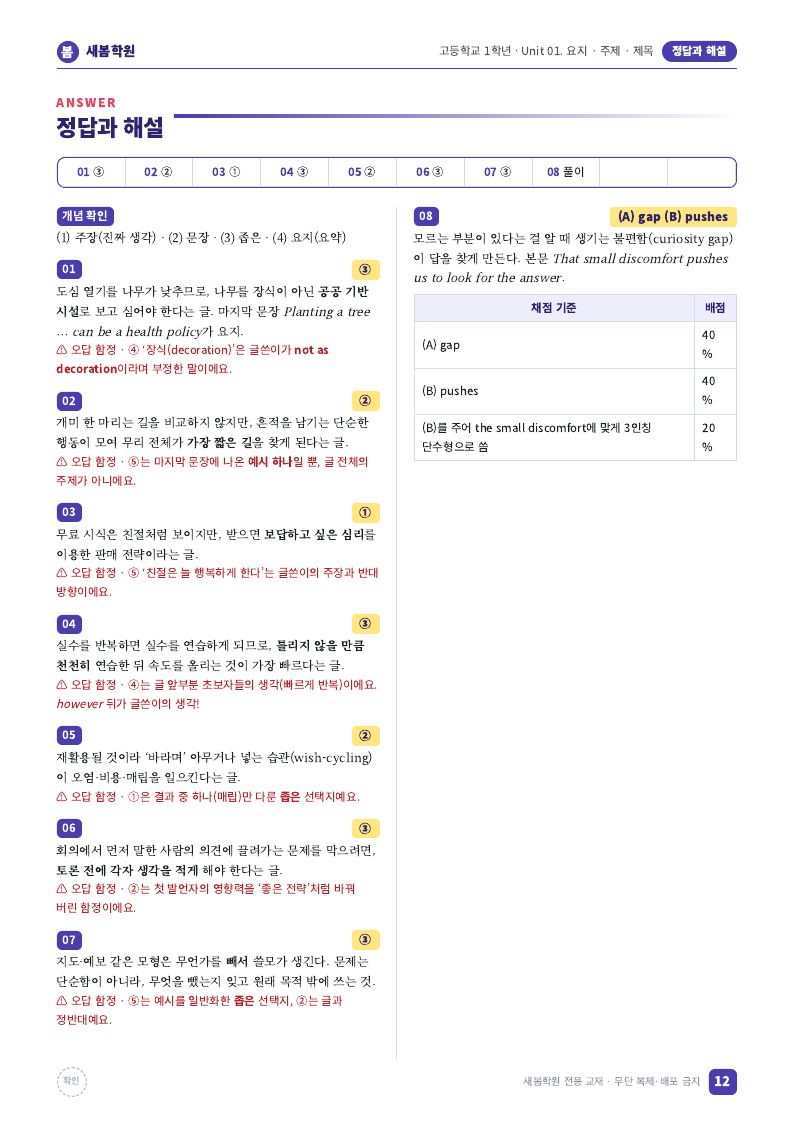 봄 새봄학원
고등학교 1학년 · Unit 01. 요지 · 주제 · 제목 정답과 해설
ANSWER
정답과 해설
01 ③ 02 ② 03 ① 04 ③ 05 ② 06 ③ 07 ③ 08 풀이
개념 확인
(1) 주장(진짜 생각) · (2) 문장 · (3) 좁은 · (4) 요지(요약)
01 ③
도심 열기를 나무가 낮추므로, 나무를 장식이 아닌 공공 기반
시설로 보고 심어야 한다는 글. 마지막 문장 Planting a tree
… can be a health policy가 요지.
⚠ 오답 함정 · ④ ‘장식(decoration)’은 글쓴이가 not as
decoration이라며 부정한 말이에요.
02 ②
개미 한 마리는 길을 비교하지 않지만, 흔적을 남기는 단순한
행동이 모여 무리 전체가 가장 짧은 길을 찾게 된다는 글.
⚠ 오답 함정 · ⑤는 마지막 문장에 나온 예시 하나일 뿐, 글 전체의
주제가 아니에요.
03 ①
무료 시식은 친절처럼 보이지만, 받으면 보답하고 싶은 심리를
이용한 판매 전략이라는 글.
⚠ 오답 함정 · ⑤ ‘친절은 늘 행복하게 한다’는 글쓴이의 주장과 반대
방향이에요.
04 ③
실수를 반복하면 실수를 연습하게 되므로, 틀리지 않을 만큼
천천히 연습한 뒤 속도를 올리는 것이 가장 빠르다는 글.
⚠ 오답 함정 · ④는 글 앞부분 초보자들의 생각(빠르게 반복)이에요.
however 뒤가 글쓴이의 생각!
05 ②
재활용될 것이라 ‘바라며’ 아무거나 넣는 습관(wish-cycling)
이 오염·비용·매립을 일으킨다는 글.
⚠ 오답 함정 · ①은 결과 중 하나(매립)만 다룬 좁은 선택지예요.
06 ③
회의에서 먼저 말한 사람의 의견에 끌려가는 문제를 막으려면,
토론 전에 각자 생각을 적게 해야 한다는 글.
⚠ 오답 함정 · ②는 첫 발언자의 영향력을 ‘좋은 전략’처럼 바꿔
버린 함정이에요.
07 ③
지도·예보 같은 모형은 무언가를 빼서 쓸모가 생긴다. 문제는
단순함이 아니라, 무엇을 뺐는지 잊고 원래 목적 밖에 쓰는 것.
⚠ 오답 함정 · ⑤는 예시를 일반화한 좁은 선택지, ②는 글과
정반대예요.
08 (A) gap (B) pushes
모르는 부분이 있다는 걸 알 때 생기는 불편함(curiosity gap)
이 답을 찾게 만든다. 본문 That small discomfort pushes
us to look for the answer.
채점 기준 배점
(A) gap 40
%
(B) pushes 40
%
(B)를 주어 the small discomfort에 맞게 3인칭 20
단수형으로 씀 %
확인
새봄학원 전용 교재 · 무단 복제·배포 금지 12